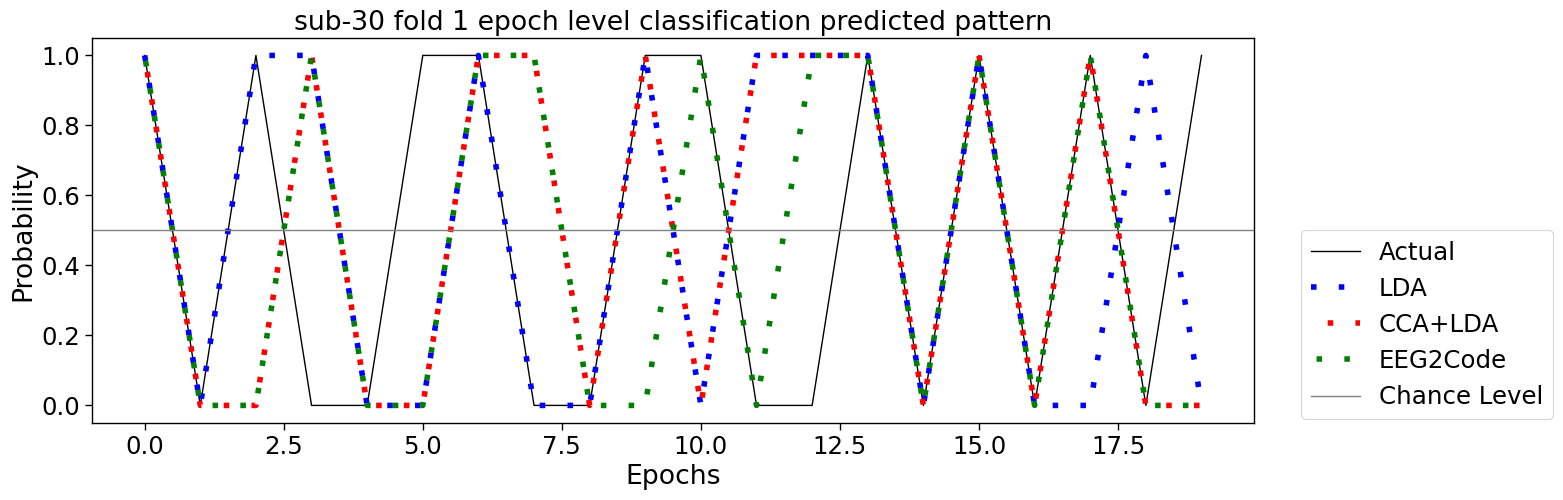 sub-30 fold 1 epoch level classification predicted pattern
Probability
1.0
0.8
0.6
0.4
0.2
0.0
0.0 2.5 5.0 7.5 10.0 12.5 15.0 17.5
Epochs
Actual
LDA
CCA+LDA
EEG2Code
Chance Level